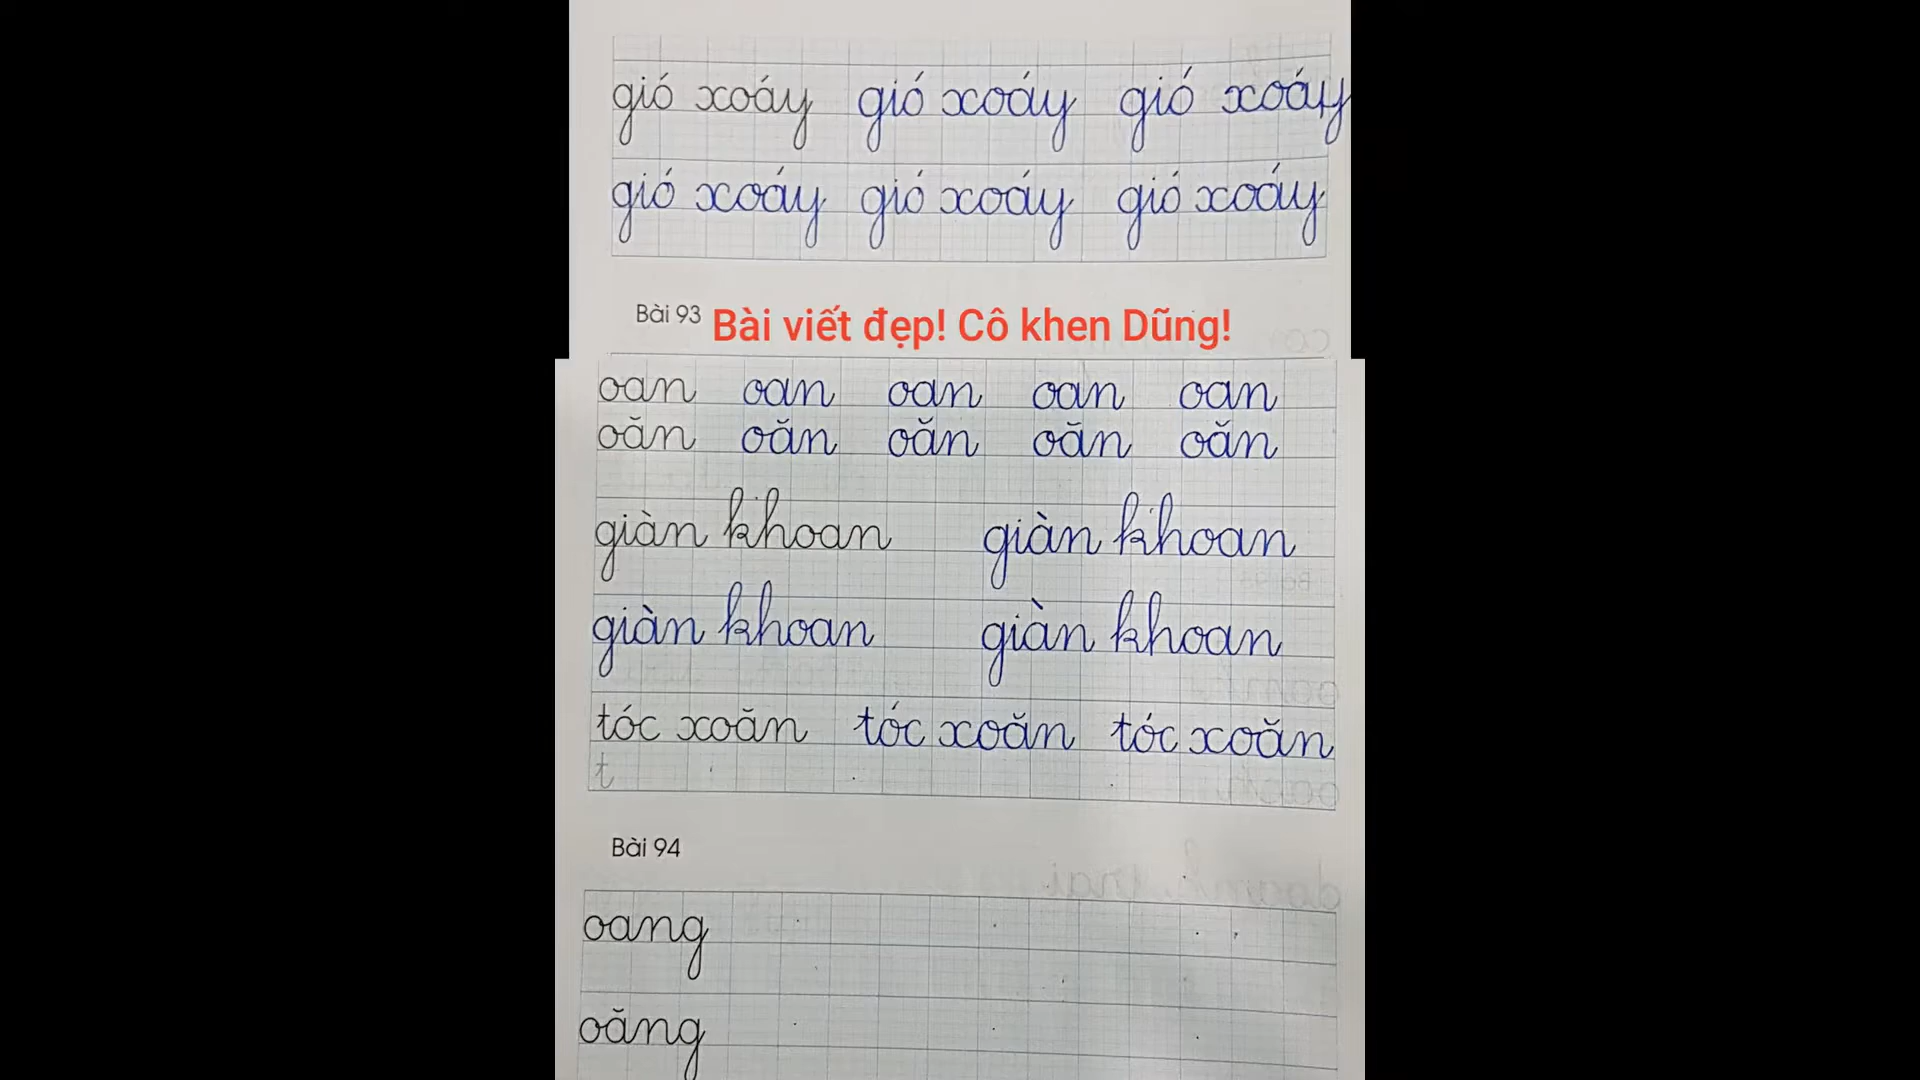 gió xoáy gió xoáy gió xoáy
gió xoáy gió xoáy gió xoáy
Bài 93 Bài viết đẹp! Cô khen Dũng!
oan oan oan oan oan
oăn oăn oăn oăn oăn
giàn khoan giàn khoan
giàn khoan giàn khoan
tóc xoăn tóc xoăn tóc xoăn
t
Bài 94
oang
oăng